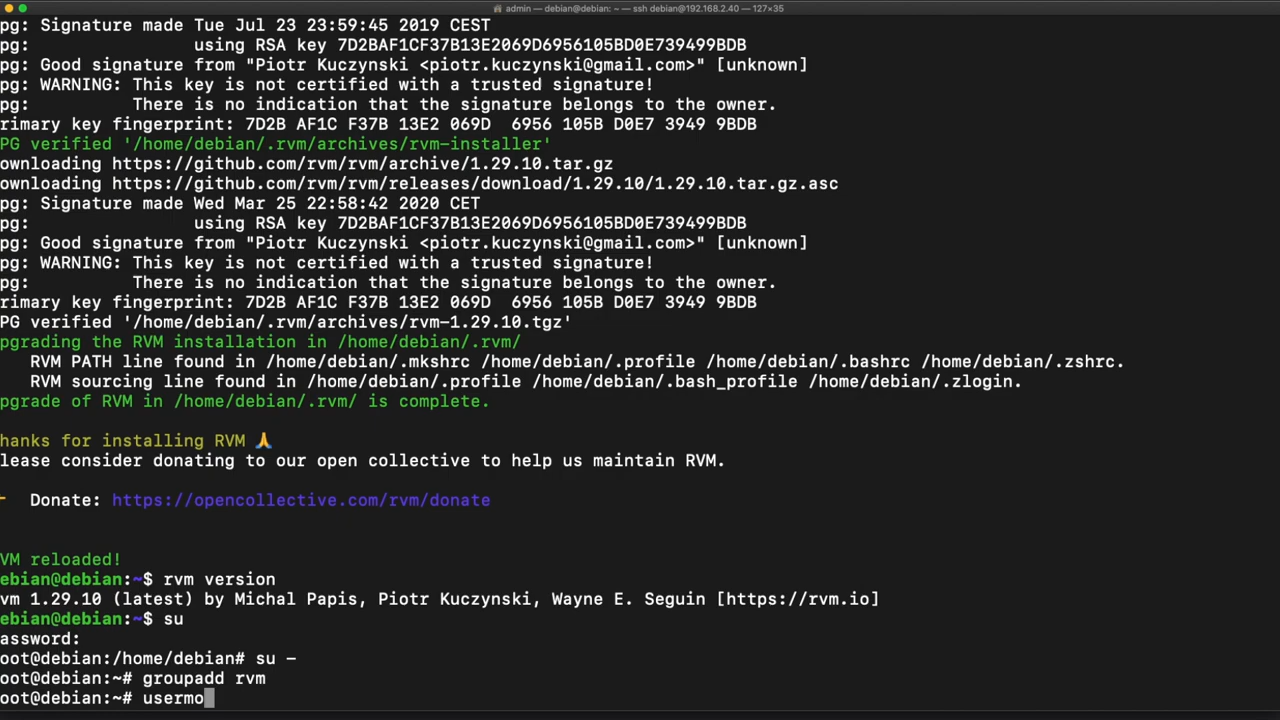 admin — debian@debian: ~ — ssh debian@192.168.2.40 — 127×35
pg: Signature made Tue Jul 23 23:59:45 2019 CEST
pg:                using RSA key 7D2BAF1CF37B13E2069D6956105BD0E739499BDB
pg: Good signature from "Piotr Kuczynski <piotr.kuczynski@gmail.com>" [unknown]
pg: WARNING: This key is not certified with a trusted signature!
pg:          There is no indication that the signature belongs to the owner.
rimary key fingerprint: 7D2B AF1C F37B 13E2 069D  6956 105B D0E7 3949 9BDB
PG verified '/home/debian/.rvm/archives/rvm-installer'
ownloading https://github.com/rvm/rvm/archive/1.29.10.tar.gz
ownloading https://github.com/rvm/rvm/releases/download/1.29.10/1.29.10.tar.gz.asc
pg: Signature made Wed Mar 25 22:58:42 2020 CET
pg:                using RSA key 7D2BAF1CF37B13E2069D6956105BD0E739499BDB
pg: Good signature from "Piotr Kuczynski <piotr.kuczynski@gmail.com>" [unknown]
pg: WARNING: This key is not certified with a trusted signature!
pg:          There is no indication that the signature belongs to the owner.
rimary key fingerprint: 7D2B AF1C F37B 13E2 069D  6956 105B D0E7 3949 9BDB
PG verified '/home/debian/.rvm/archives/rvm-1.29.10.tgz'
pgrading the RVM installation in /home/debian/.rvm/
RVM PATH line found in /home/debian/.mkshrc /home/debian/.profile /home/debian/.bashrc /home/debian/.zshrc.
RVM sourcing line found in /home/debian/.profile /home/debian/.bash_profile /home/debian/.zlogin.
pgrade of RVM in /home/debian/.rvm/ is complete.
hanks for installing RVM 🙏
lease consider donating to our open collective to help us maintain RVM.
Donate: https://opencollective.com/rvm/donate
VM reloaded!
ebian@debian:~$ rvm version
vm 1.29.10 (latest) by Michal Papis, Piotr Kuczynski, Wayne E. Seguin [https://rvm.io]
ebian@debian:~$ su
assword:
oot@debian:/home/debian# su -
oot@debian:~# groupadd rvm
oot@debian:~# usermo